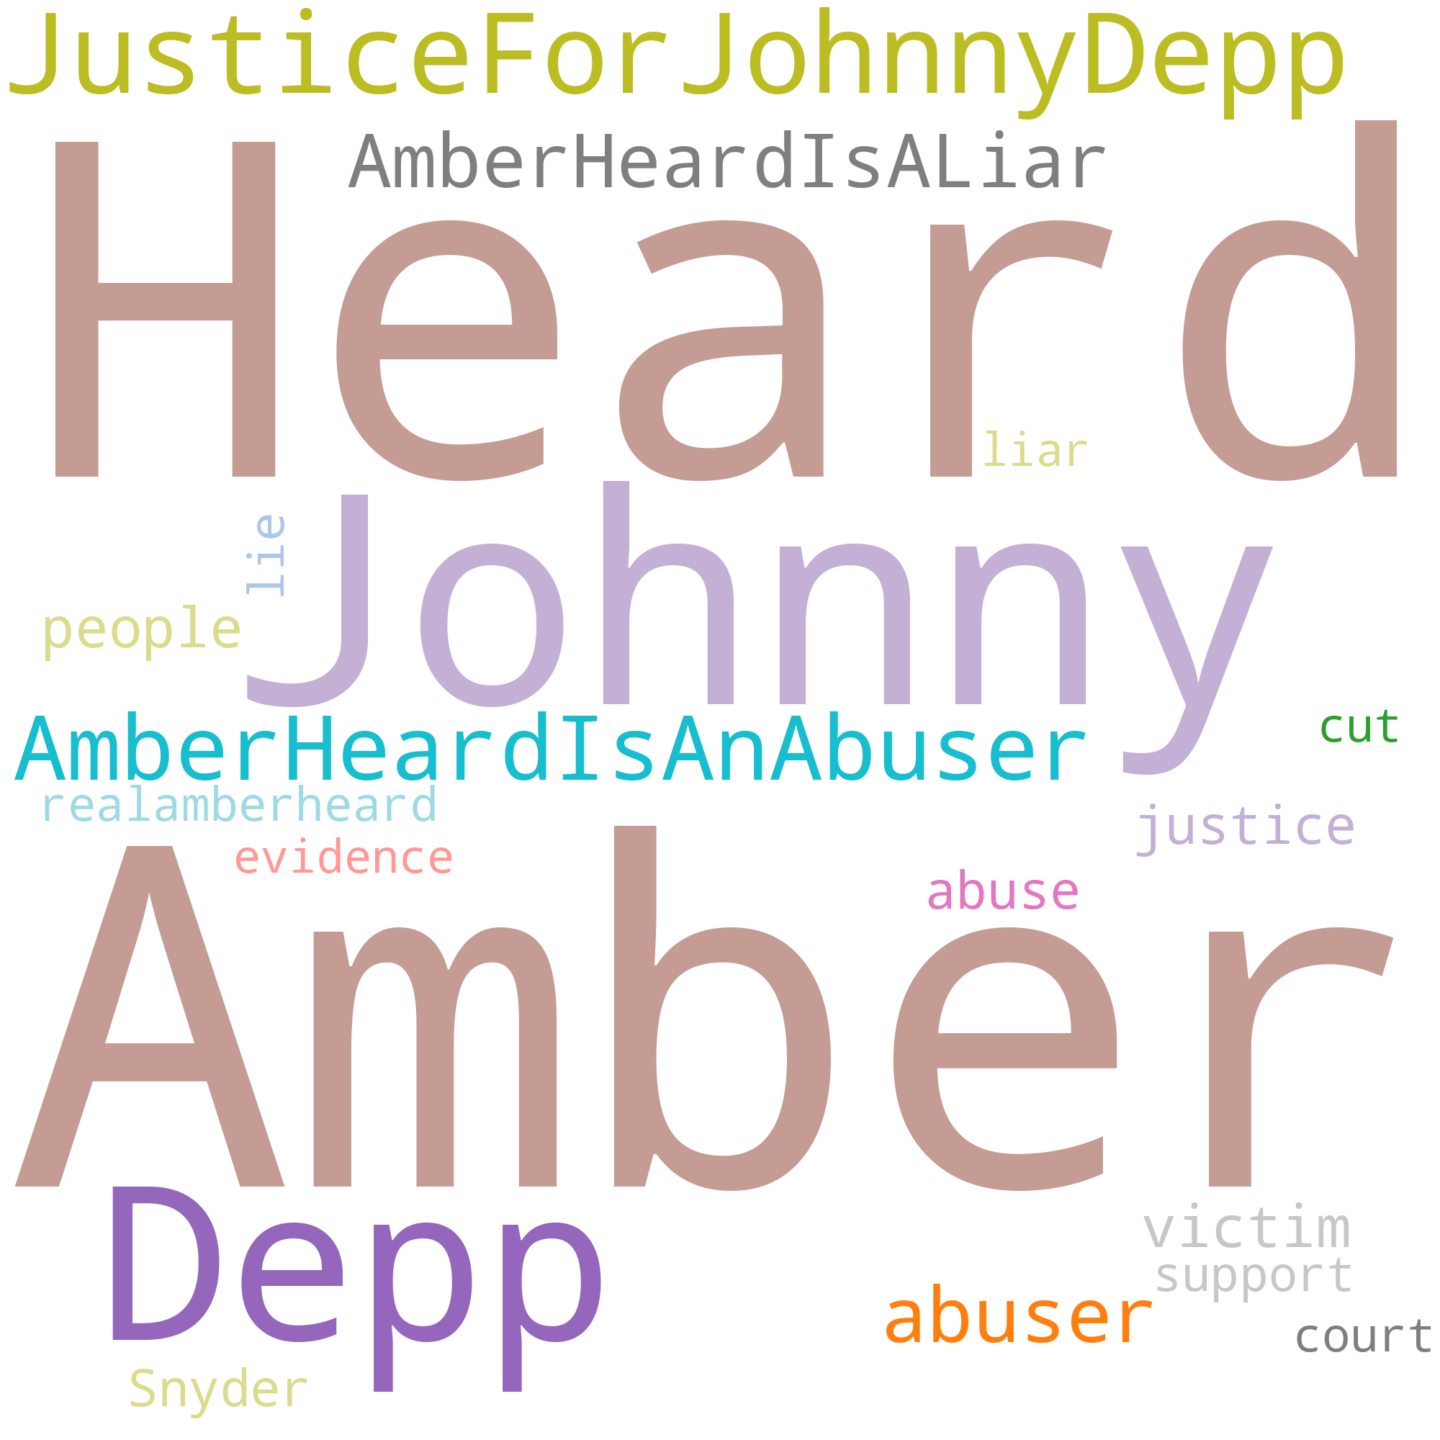 JusticeForJohnnyDepp
AmberHeardIsALiar
Heard
liar
lie
Johnny
people
AmberHeardIsAnAbuser
cut
realamberheard
justice
evidence
abuse
Amber
Depp
victim
support
abuser
court
Snyder